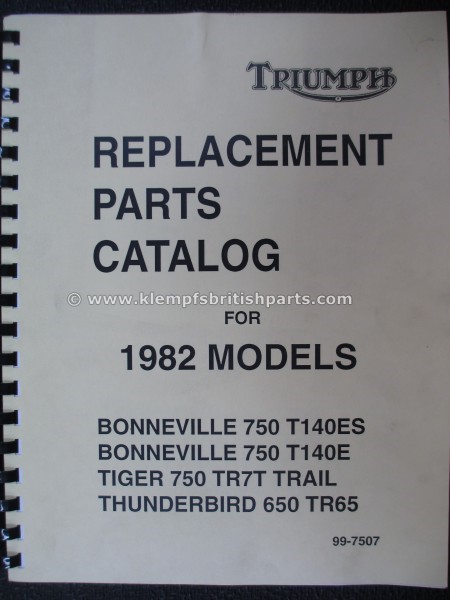 TRIUMPH
REPLACEMENT
PARTS
CATALOG
© www.klempfsbritishparts.com
FOR
1982 MODELS
BONNEVILLE 750 T140ES
BONNEVILLE 750 T140E
TIGER 750 TR7T TRAIL
THUNDERBIRD 650 TR65
99-7507